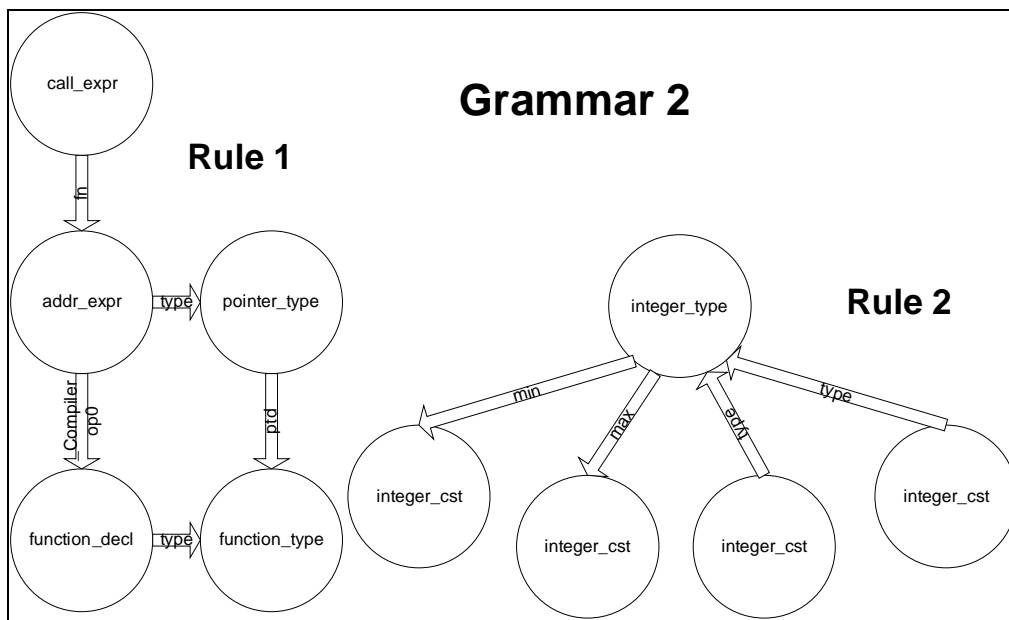 call_expr
Grammar 2
Rule 1
fn
addr_expr
type
pointer_type
integer_type
Rule 2
_Compiler
op0
ptd
min
max
type
type
integer_cst
integer_cst
integer_cst
integer_cst
function_decl
type
function_type